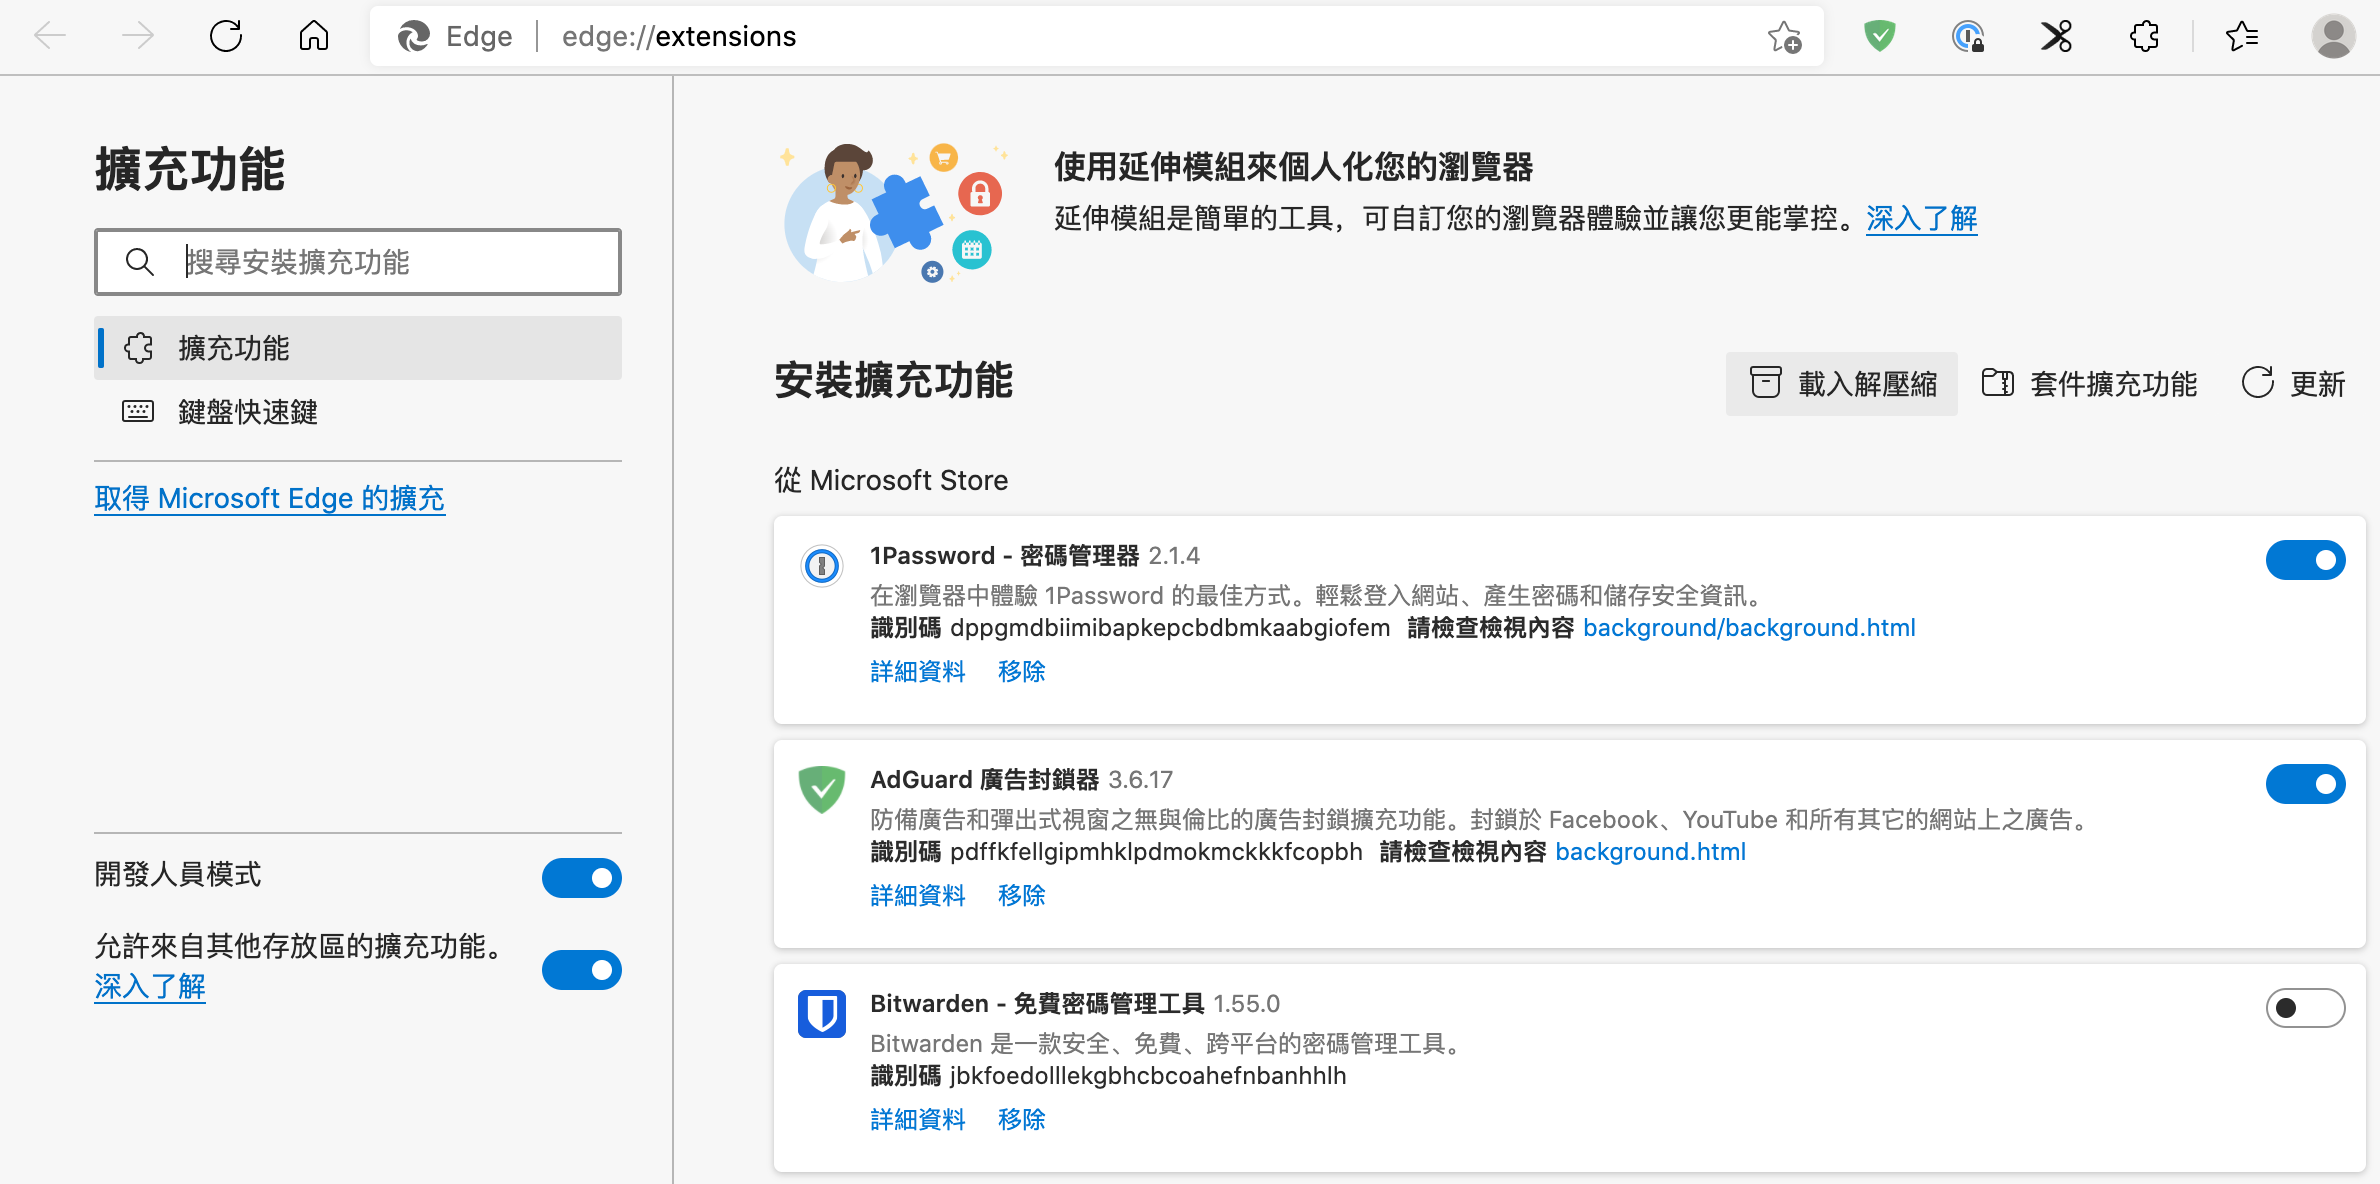 Edge
edge://extensions
擴充功能
搜尋安裝擴充功能
擴充功能
鍵盤快速鍵
取得 Microsoft Edge 的擴充
開發人員模式
允許來自其他存放區的擴充功能。
深入了解
使用延伸模組來個人化您的瀏覽器
延伸模組是簡單的工具，可自訂您的瀏覽器體驗並讓您更能掌控。深入了解
安裝擴充功能
載入解壓縮
套件擴充功能
更新
從 Microsoft Store
1Password - 密碼管理器 2.1.4
在瀏覽器中體驗 1Password 的最佳方式。輕鬆登入網站、產生密碼和儲存安全資訊。
識別碼 dppgmdbiimibapkepcbdbmkaabgiofem 請檢查檢視內容 background/background.html
詳細資料 移除
AdGuard 廣告封鎖器 3.6.17
防備廣告和彈出式視窗之無與倫比的廣告封鎖擴充功能。封鎖於 Facebook、YouTube 和所有其它的網站上之廣告。
識別碼 pdffkfellgipmhklpdmokmckkkfcopbh 請檢查檢視內容 background.html
詳細資料 移除
Bitwarden - 免費密碼管理工具 1.55.0
Bitwarden 是一款安全、免費、跨平台的密碼管理工具。
識別碼 jbkfoedolllekgbhcbcoahefnbanhhlh
詳細資料 移除